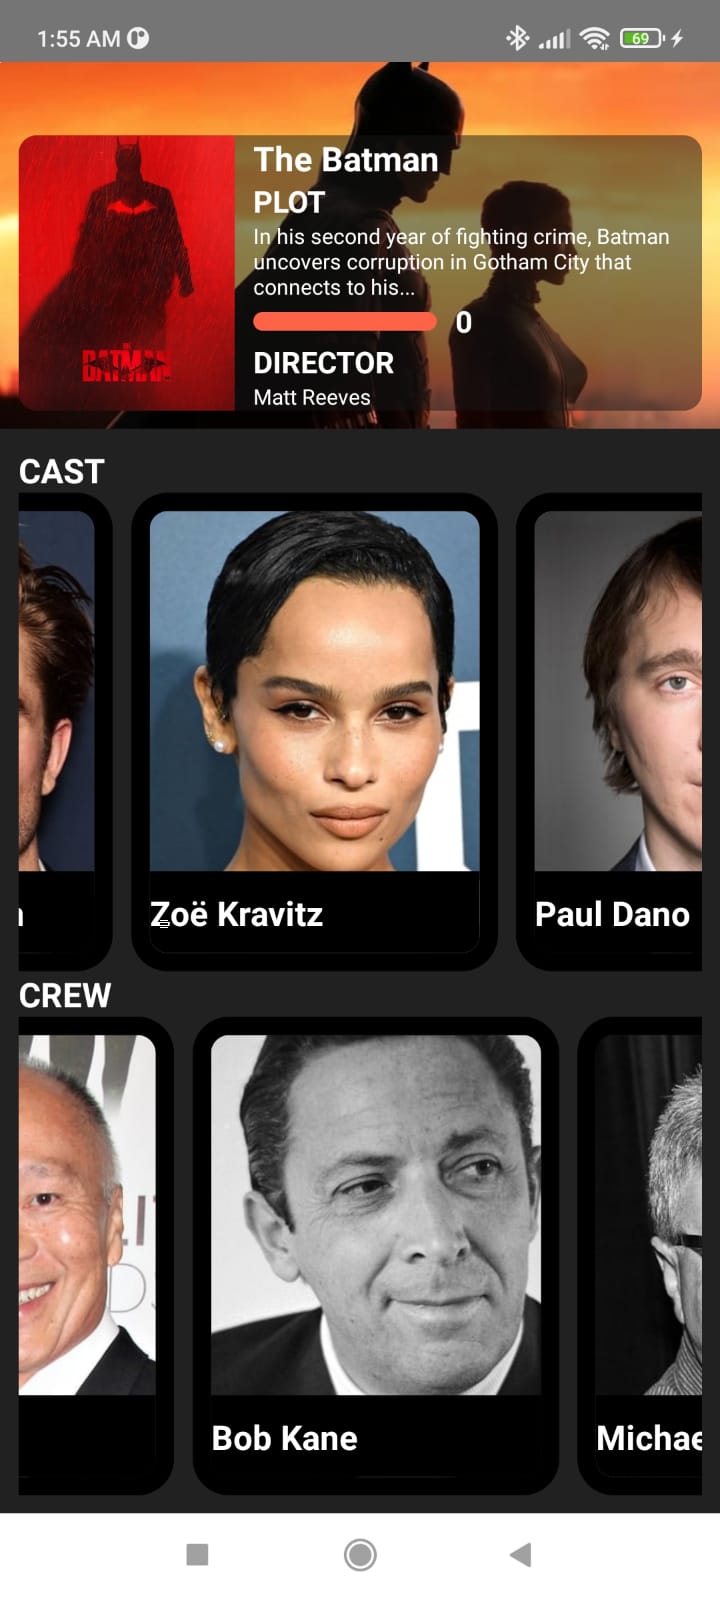 1:55 AM
69
The Batman
PLOT
In his second year of fighting crime, Batman
uncovers corruption in Gotham City that
connects to his...
0
THE
BATMAN
DIRECTOR
Matt Reeves
CAST
n
Zoë Kravitz
Paul Dano
CREW
Bob Kane
Michae